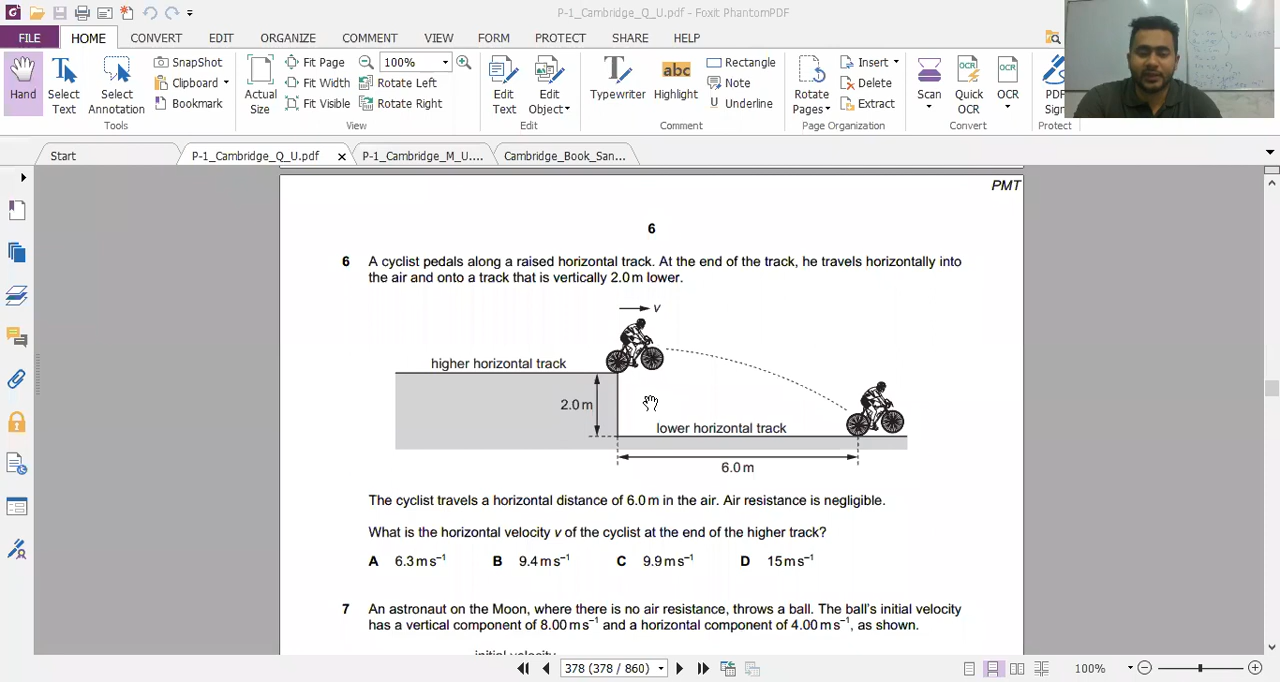 P-1_Cambridge_Q_U.pdf - Foxit PhantomPDF
FILE HOME CONVERT EDIT ORGANIZE COMMENT VIEW FORM PROTECT SHARE HELP
SnapShot
Clipboard
Bookmark
Hand
Select Text
Select Annotation
Tools
Actual Size
Fit Page
Fit Width
Fit Visible
100%
Rotate Left
Rotate Right
View
Edit Text
Edit Object
Edit
Typewriter
abc
Highlight
Rectangle
Note
Underline
Comment
Rotate Pages
Insert
Delete
Extract
Page Organization
Scan
OCR
Quick OCR
OCR
OCR
Convert
Protect
Start P-1_Cambridge_Q_U.pdf P-1_Cambridge_M_U.... Cambridge_Book_San...
PMT
6
6 A cyclist pedals along a raised horizontal track. At the end of the track, he travels horizontally into
the air and onto a track that is vertically 2.0 m lower.
v
higher horizontal track
2.0 m
lower horizontal track
6.0 m
The cyclist travels a horizontal distance of 6.0 m in the air. Air resistance is negligible.
What is the horizontal velocity v of the cyclist at the end of the higher track?
A 6.3 m s⁻¹ B 9.4 m s⁻¹ C 9.9 m s⁻¹ D 15 m s⁻¹
7 An astronaut on the Moon, where there is no air resistance, throws a ball. The ball's initial velocity
has a vertical component of 8.00 m s⁻¹ and a horizontal component of 4.00 m s⁻¹, as shown.
initial velocity
378 (378 / 860)
100%